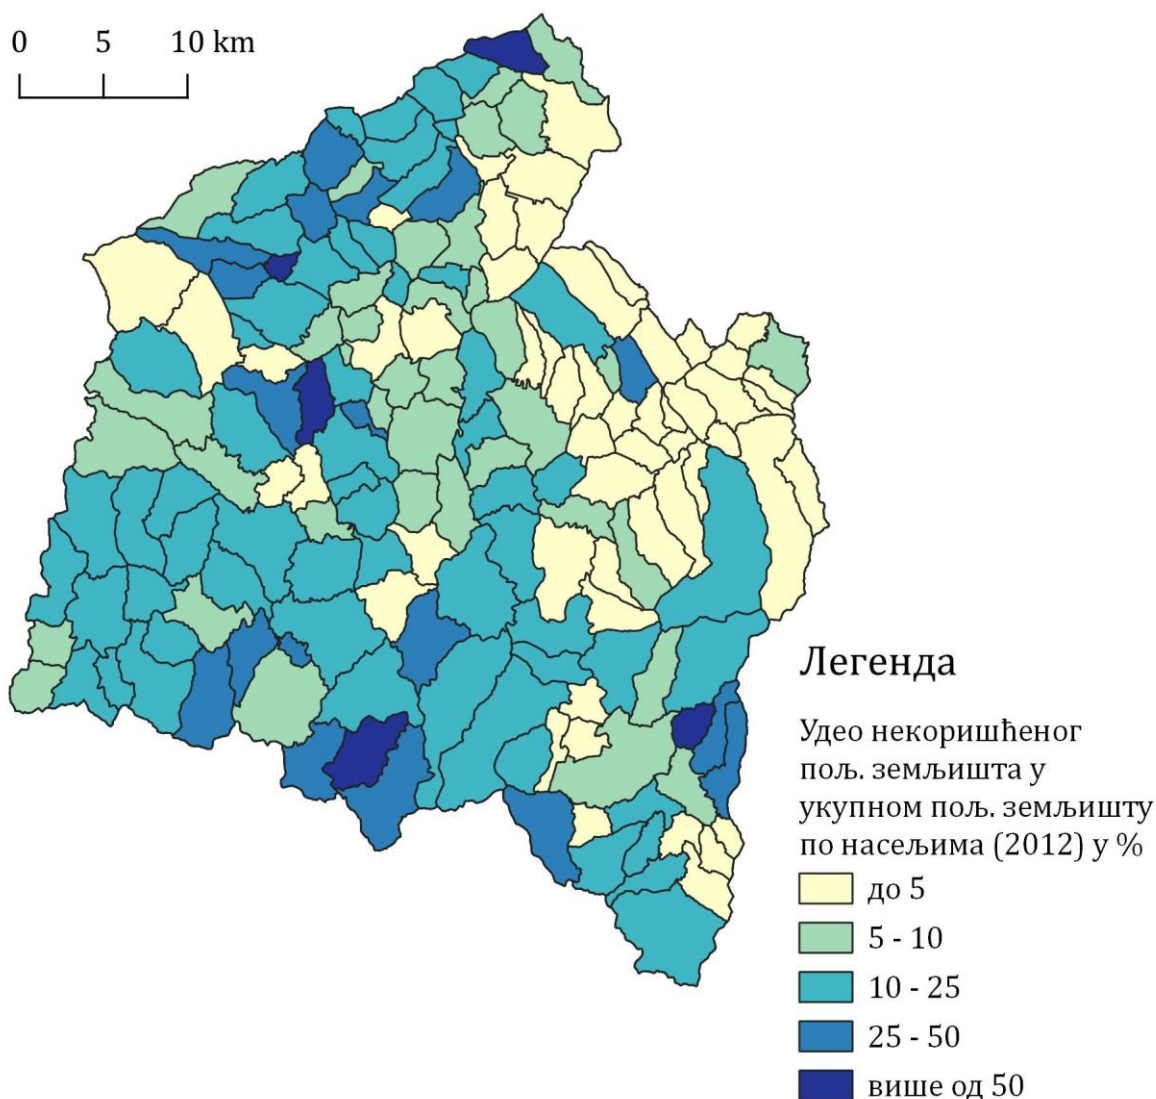 0 5 10 km
Легенда
Удео некоришћеног
пољ. земљишта у
укупном пољ. земљишту
по насељима (2012) у %
до 5
5 - 10
10 - 25
25 - 50
више од 50